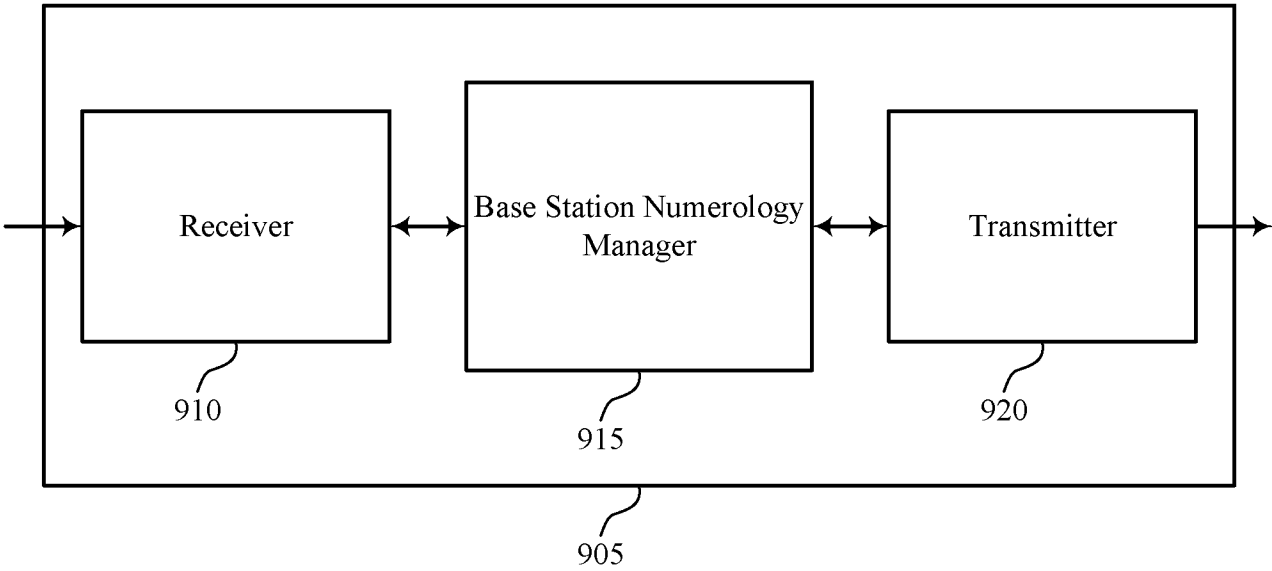 Receiver
Base Station Numerology
Manager
Transmitter
910
915
920
905